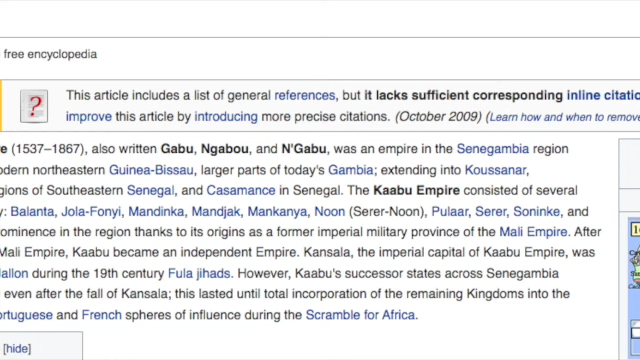 free encyclopedia
This article includes a list of general references, but it lacks sufficient corresponding inline citatio
improve this article by introducing more precise citations. (October 2009) (Learn how and when to remove
re (1537–1867), also written Gabu, Ngabou, and N'Gabu, was an empire in the Senegambia region
odern northeastern Guinea-Bissau, larger parts of today's Gambia; extending into Koussanar,
gions of Southeastern Senegal, and Casamance in Senegal. The Kaabu Empire consisted of several
y: Balanta, Jola-Fonyi, Mandinka, Mandjak, Mankanya, Noon (Serer-Noon), Pulaar, Serer, Soninke, and
ominence in the region thanks to its origins as a former imperial military province of the Mali Empire. After
Mali Empire, Kaabu became an independent Empire. Kansala, the imperial capital of Kaabu Empire, was
Jallon during the 19th century Fula jihads. However, Kaabu's successor states across Senegambia
even after the fall of Kansala; this lasted until total incorporation of the remaining Kingdoms into the
ortuguese and French spheres of influence during the Scramble for Africa.
[hide]